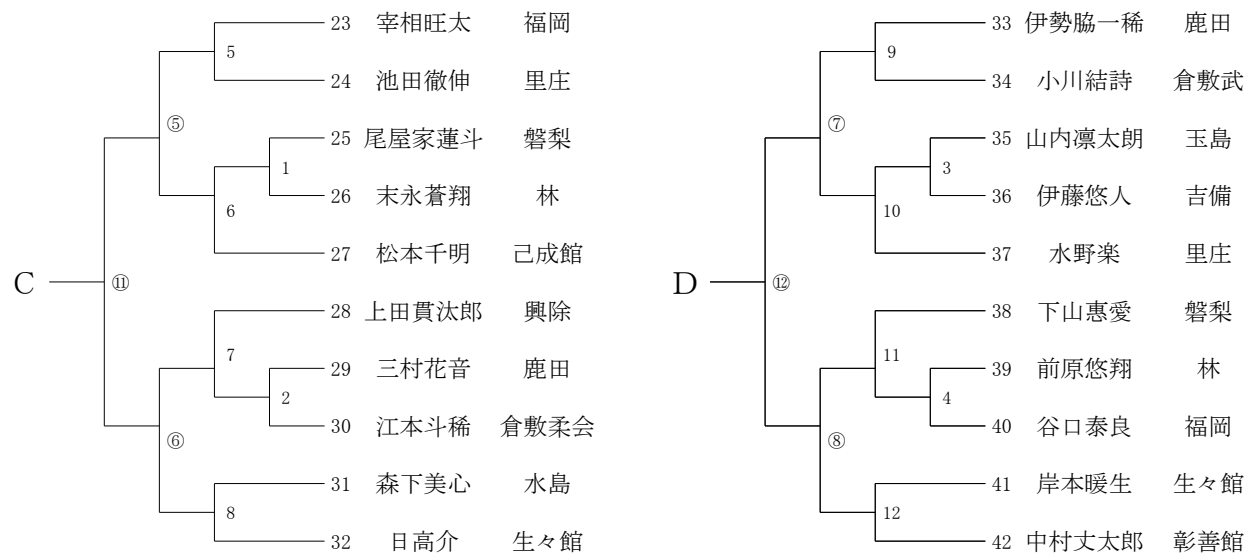 23 宰相旺太 福岡
5
24 池田徹伸 里庄
⑤
25 尾屋家蓮斗 磐梨
1
26 末永蒼翔 林
6
27 松本千明 己成館
C ⑪
28 上田貫汰郎 興除
7
29 三村花音 鹿田
2
30 江本斗稀 倉敷柔会
⑥
31 森下美心 水島
8
32 日高介 生々館
33 伊勢脇一稀 鹿田
9
34 小川結詩 倉敷武
⑦
35 山内凛太朗 玉島
3
36 伊藤悠人 吉備
10
37 水野楽 里庄
D ⑫
38 下山惠愛 磐梨
11
39 前原悠翔 林
4
40 谷口泰良 福岡
⑧
41 岸本暖生 生々館
12
42 中村丈太郎 彰善館